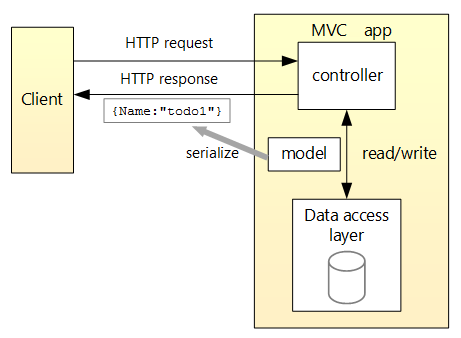 MVC app
HTTP request
controller
HTTP response
Client
{Name:"todo1"}
serialize
model
read/write
Data access
layer